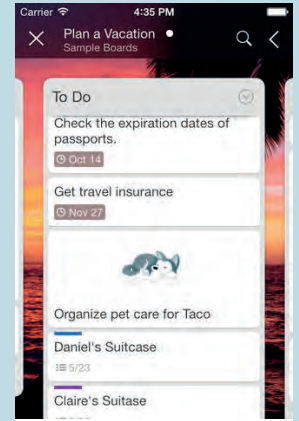 Carrier 4:35 PM
Plan a Vacation
Sample Boards
To Do
Check the expiration dates of
passports.
Oct 14
Get travel insurance
Nov 27
Organize pet care for Taco
Daniel's Suitcase
5/23
Claire's Suitase